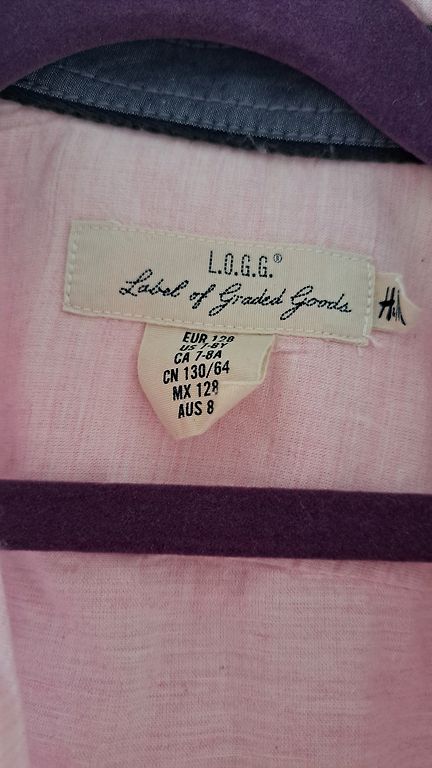 L.O.G.G.®
Label of Graded Goods
H&M
EUR 128
US 7-8Y
CA 7-8A
CN 130/64
MX 128
AUS 8